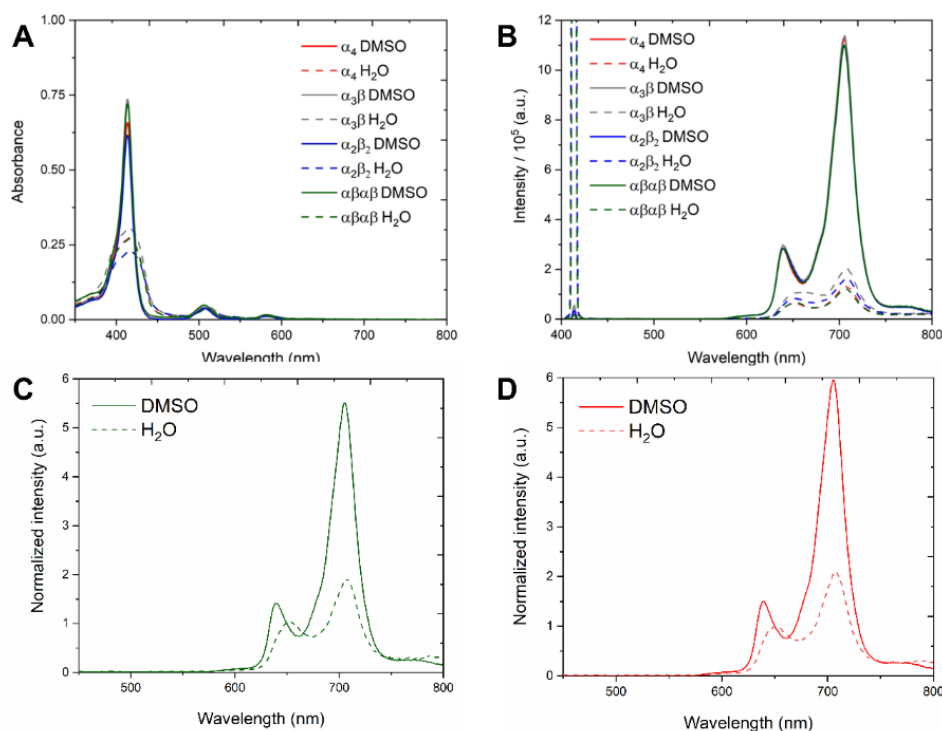 A
1.00
0.75
0.50
0.25
0.00
Absorbance
α₄ DMSO
α₄ H₂O
α₃β DMSO
α₃β H₂O
α₂β₂ DMSO
α₂β₂ H₂O
αβαβ DMSO
αβαβ H₂O
400 500 600 700 800
Wavelength (nm)
B
12
11
9
8
6
5
3
2
0
Intensity / 10⁵ (a.u.)
α₄ DMSO
α₄ H₂O
α₃β DMSO
α₃β H₂O
α₂β₂ DMSO
α₂β₂ H₂O
αβαβ DMSO
αβαβ H₂O
400 500 600 700 800
Wavelength (nm)
C
6
5
4
3
2
1
0
Normalized intensity (a.u.)
DMSO
H₂O
500 600 700 800
Wavelength (nm)
D
6
5
4
3
2
1
0
Normalized intensity (a.u.)
DMSO
H₂O
500 600 700 800
Wavelength (nm)